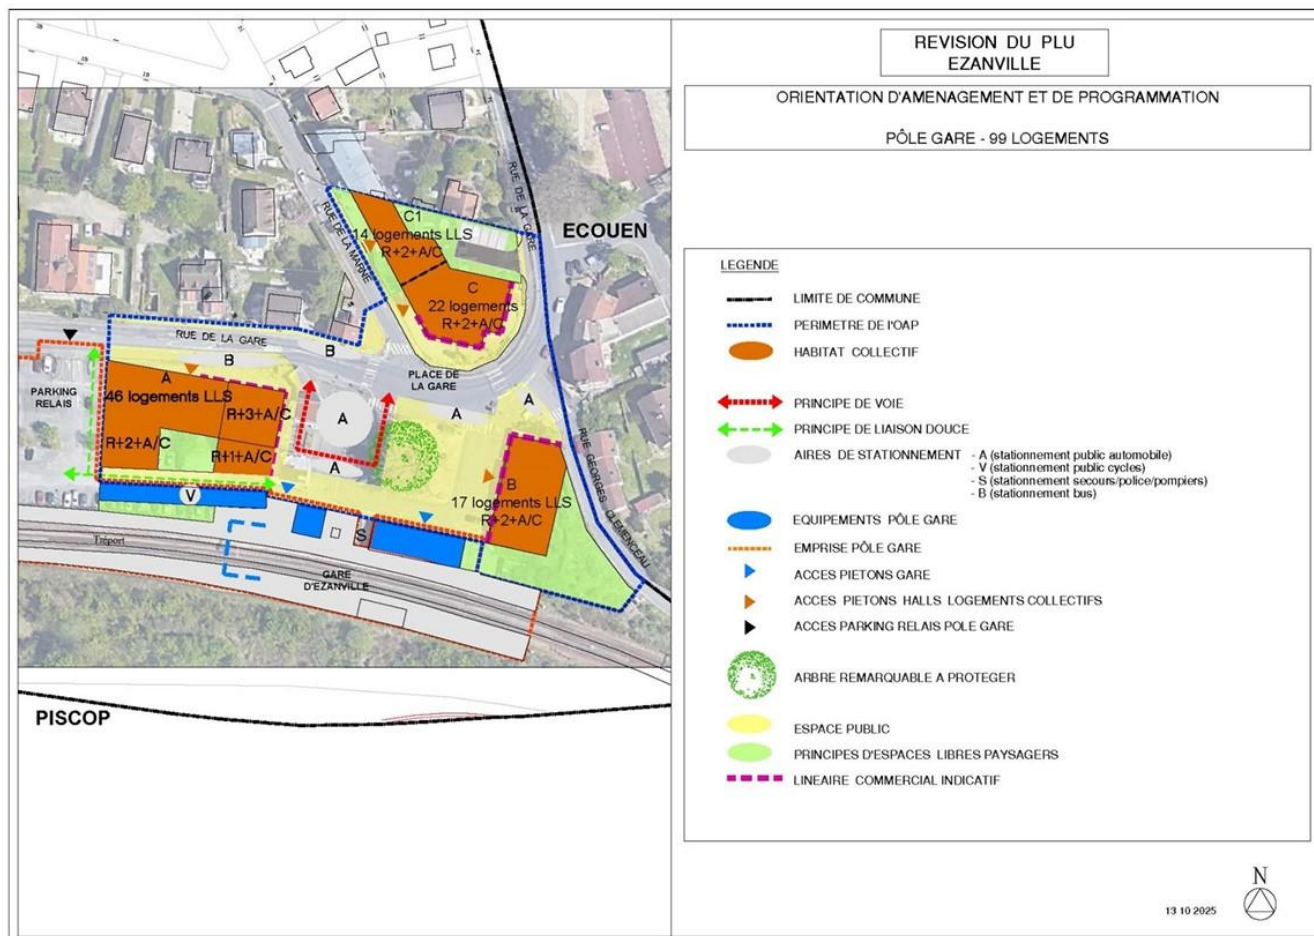 REVISION DU PLU
EZANVILLE
ORIENTATION D'AMENAGEMENT ET DE PROGRAMMATION
PÔLE GARE - 99 LOGEMENTS
RUE DE LA GARE
ECOUEN
RUE DE LA MARNE
C1
14 logements LLS
R+2+A/C
C
22 logements
R+2+A/C
RUE DE LA GARE
B
B
PLACE DE
LA GARE
PARKING
RELAIS
A
46 logements LLS
R+3+A/C
R+2+A/C
R+1+A/C
A
A
A
A
RUE GEORGES CLEMENCEAU
B
17 logements LLS
R+2+A/C
V
S
Tréport
GARE
D'EZANVILLE
PISCOP
LEGENDE
LIMITE DE COMMUNE
PERIMETRE DE l'OAP
HABITAT COLLECTIF
PRINCIPE DE VOIE
PRINCIPE DE LIAISON DOUCE
AIRES DE STATIONNEMENT - A (stationnement public automobile)
- V (stationnement public cycles)
- S (stationnement secours/police/pompiers)
- B (stationnement bus)
EQUIPEMENTS PÔLE GARE
EMPRISE PÔLE GARE
ACCES PIETONS GARE
ACCES PIETONS HALLS LOGEMENTS COLLECTIFS
ACCES PARKING RELAIS POLE GARE
ARBRE REMARQUABLE A PROTEGER
ESPACE PUBLIC
PRINCIPES D'ESPACES LIBRES PAYSAGERS
LINEAIRE COMMERCIAL INDICATIF
N
13 10 2025